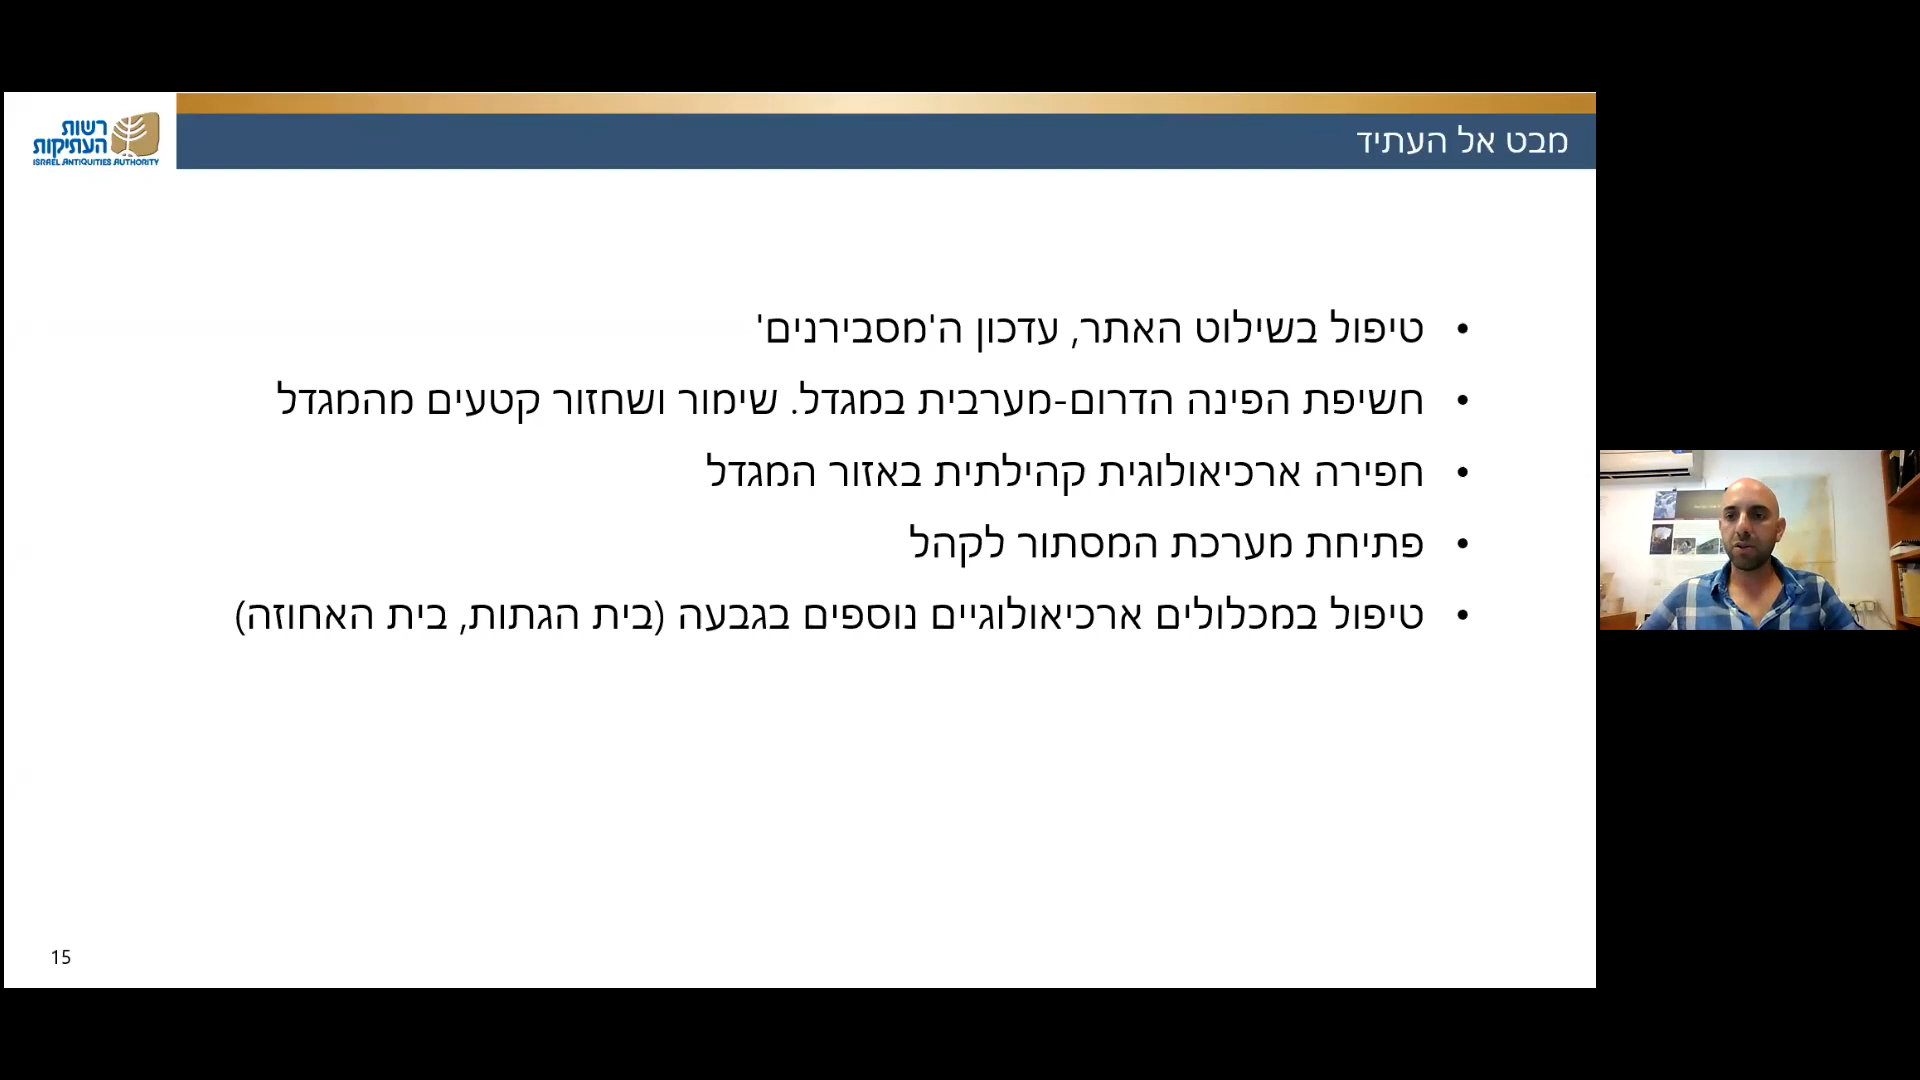 רשות
העתיקות
ISRAEL ANTIQUITIES AUTHORITY
מבט אל העתיד
• טיפול בשילוט האתר, עדכון ה'מסבירנים'
• חשיפת הפינה הדרום-מערבית במגדל. שימור ושחזור קטעים מהמגדל
• חפירה ארכיאולוגית קהילתית באזור המגדל
• פתיחת מערכת המסתור לקהל
• טיפול במכלולים ארכיאולוגיים נוספים בגבעה (בית הגתות, בית האחוזה)
15